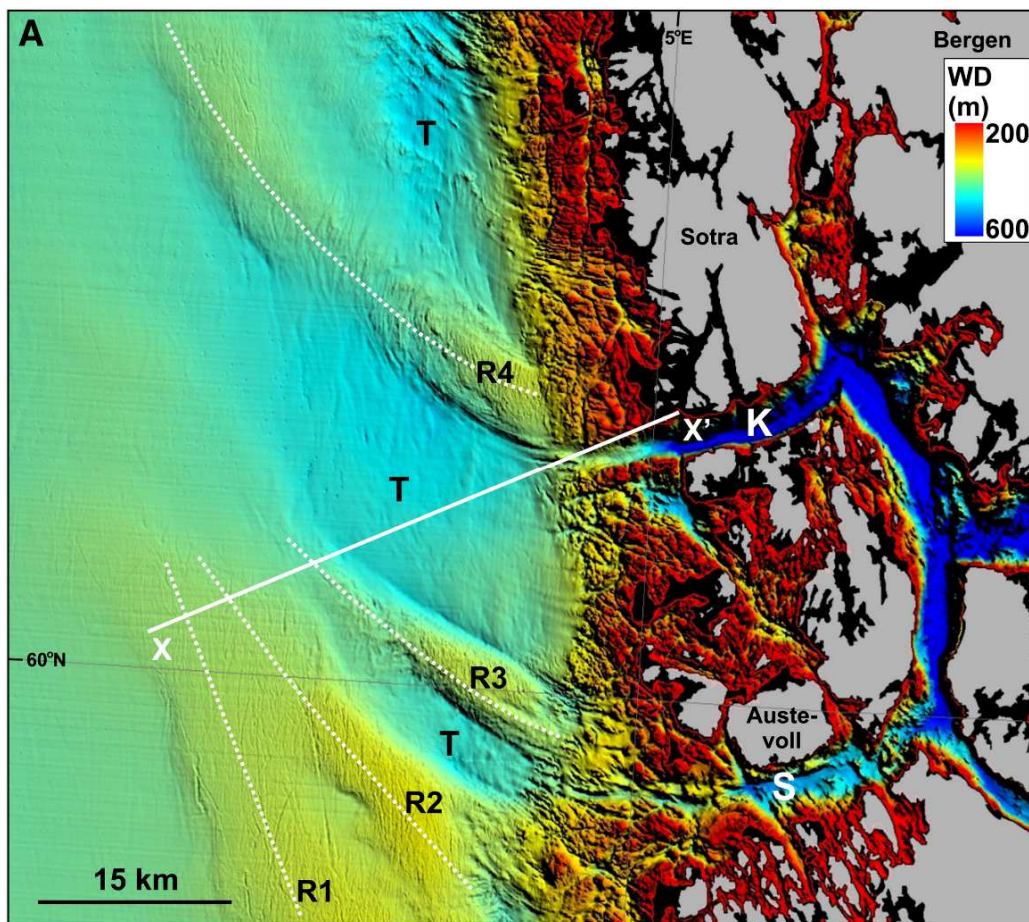 A
5°E
Bergen
WD
(m)
200
600
T
Sotra
R4
X'
K
T
X
60°N
R3
Auste-
voll
T
S
R2
15 km
R1